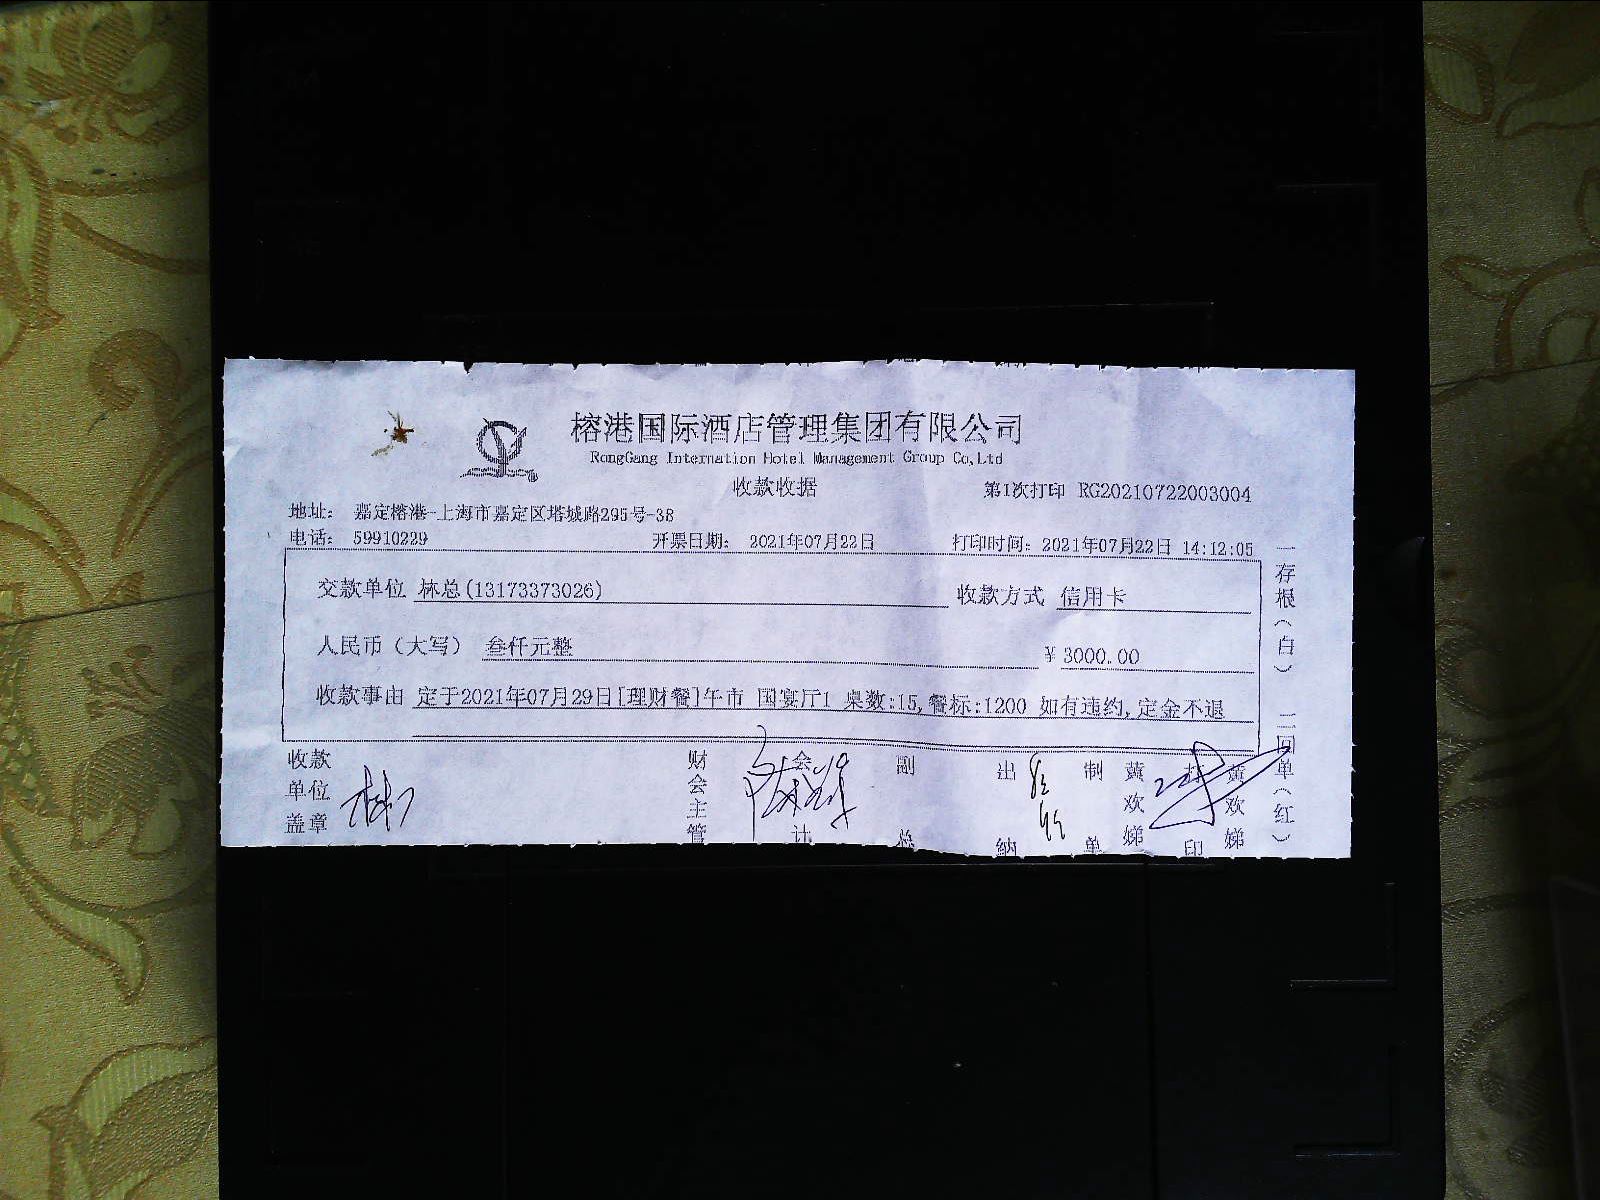 榕港国际酒店管理集团有限公司
RongGang Internation Hotel Management Group Co,Ltd
收款收据
第1次打印 RG20210722003004
地址: 嘉定榕港-上海市嘉定区塔城路295号-38
电话: 59910229 开票日期: 2021年07月22日 打印时间: 2021年07月22日 14:12:05
交款单位 林总(13173373026) 收款方式 信用卡
人民币（大写） 叁仟元整 ¥3000.00
收款事由 定于2021年07月29日[理财餐]午市 国宴厅1 桌数:15,餐标:1200 如有违约,定金不退
收款单位盖章
财会主管
会计
副总
出纳
制单
黄欢娣
打印
黄欢娣
一存根(白)
二回单(红)